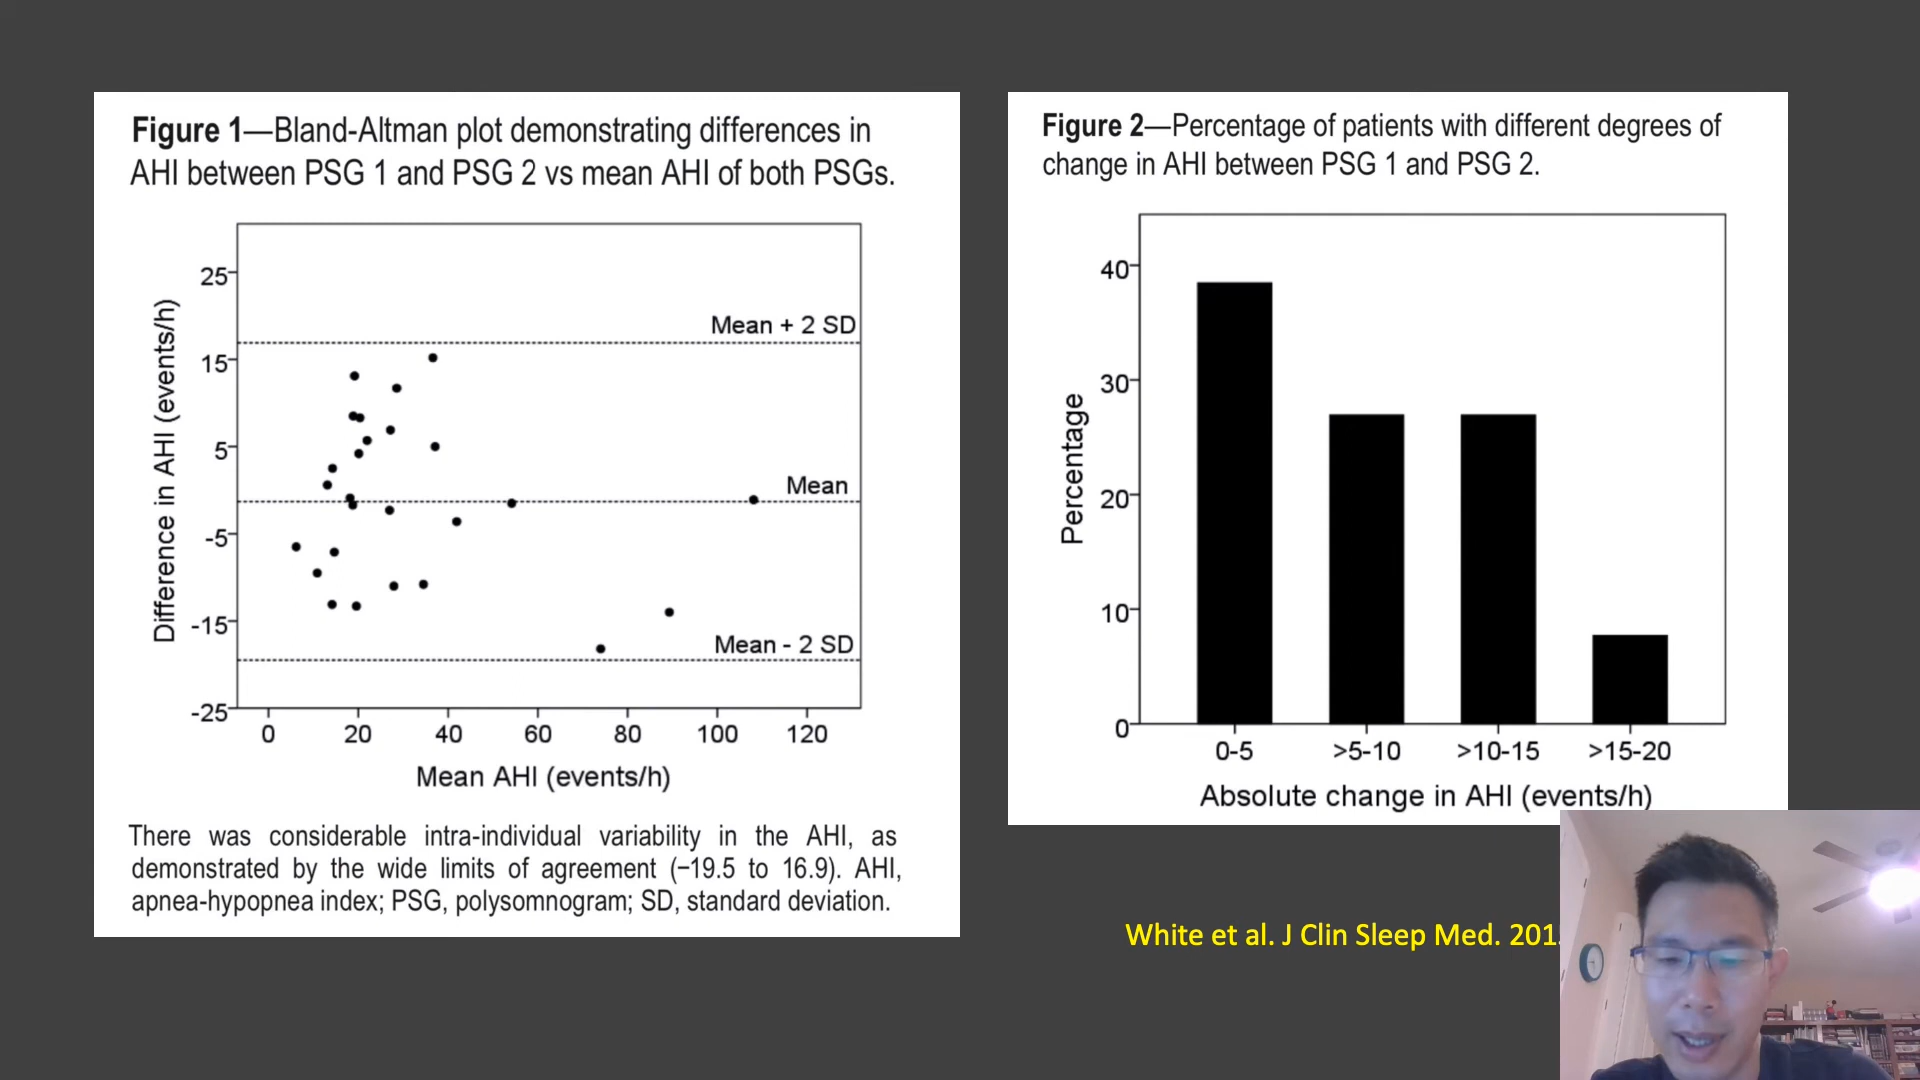 Figure 1—Bland-Altman plot demonstrating differences in
AHI between PSG 1 and PSG 2 vs mean AHI of both PSGs.
Difference in AHI (events/h)
25
15
5
-5
-15
-25
Mean + 2 SD
Mean
Mean - 2 SD
0 20 40 60 80 100 120
Mean AHI (events/h)
There was considerable intra-individual variability in the AHI, as
demonstrated by the wide limits of agreement (−19.5 to 16.9). AHI,
apnea-hypopnea index; PSG, polysomnogram; SD, standard deviation.
Figure 2—Percentage of patients with different degrees of
change in AHI between PSG 1 and PSG 2.
Percentage
40
30
20
10
0
0-5 >5-10 >10-15 >15-20
Absolute change in AHI (events/h)
White et al. J Clin Sleep Med.